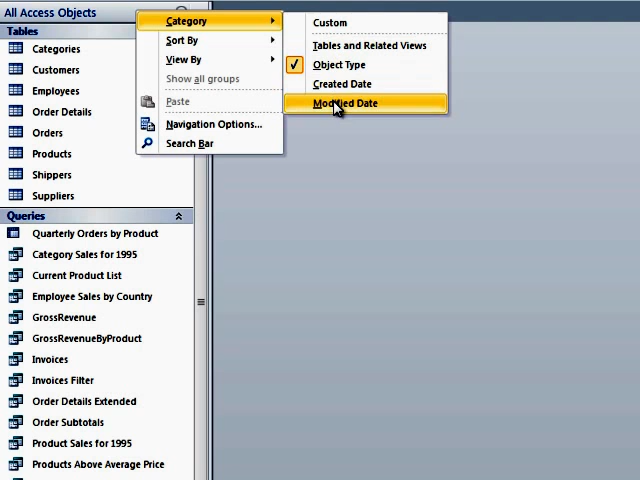 All Access Objects
Tables
Categories
Customers
Employees
Order Details
Orders
Products
Shippers
Suppliers
Queries
Quarterly Orders by Product
Category Sales for 1995
Current Product List
Employee Sales by Country
GrossRevenue
GrossRevenueByProduct
Invoices
Invoices Filter
Order Details Extended
Order Subtotals
Product Sales for 1995
Products Above Average Price
Category
Sort By
View By
Show all groups
Paste
Navigation Options...
Search Bar
Custom
Tables and Related Views
Object Type
Created Date
Modified Date